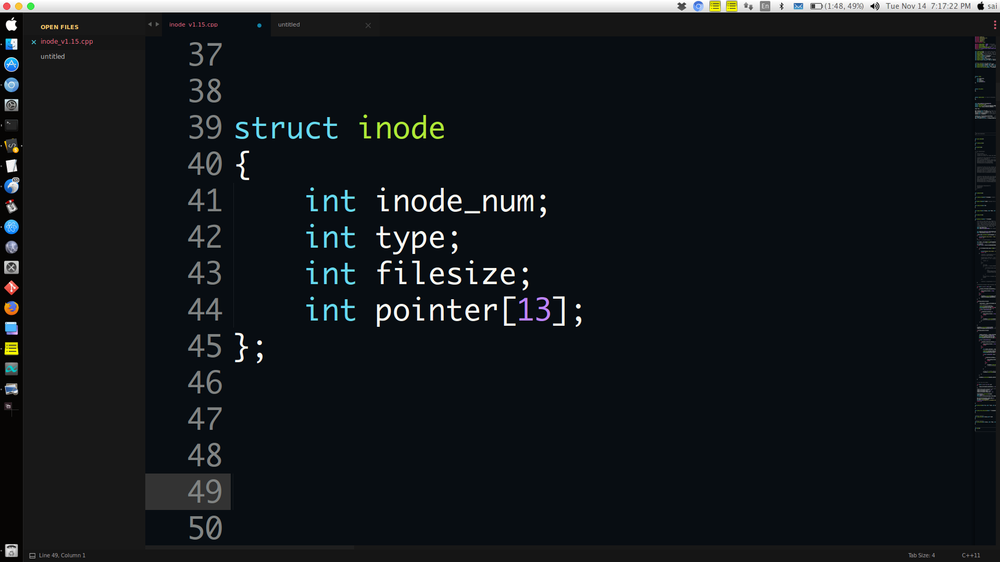 En
(1:48, 49%)
Tue Nov 14 7:17:22 PM
sai
OPEN FILES
inode_v1.15.cpp
untitled
inode_v1.15.cpp
untitled
37
38
39 struct inode
40 {
41 int inode_num;
42 int type;
43 int filesize;
44 int pointer[13];
45 };
46
47
48
49
50
Line 49, Column 1
Tab Size: 4
C++11